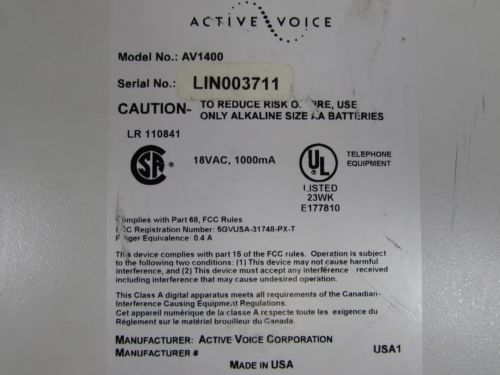 ACTIVE VOICE
Model No.: AV1400
Serial No.: LIN003711
CAUTION- TO REDUCE RISK OF FIRE, USE
ONLY ALKALINE SIZE AA BATTERIES
LR 110841
SA ®
18VAC, 1000mA
UL ®
LISTED
23WK
E177810
TELEPHONE
EQUIPMENT
Complies with Part 68, FCC Rules
FCC Registration Number: 5GVUSA-31748-PX-T
Ringer Equivalence: 0.4 A
This device complies with part 15 of the FCC rules. Operation is subject
to the following two conditions: (1) This device may not cause harmful
interference, and (2) This device must accept any interference received
including interference that may cause undesired operation.
This Class A digital apparatus meets all requirements of the Canadian-
Interference Causing Equipment Regulations.
Cet appareil numérique de la classe A respecte toute les exigence du
Réglement sur le matériel brouilleur du Canada.
MANUFACTURER: ACTIVE VOICE CORPORATION
MANUFACTURER #
USA1
MADE IN USA